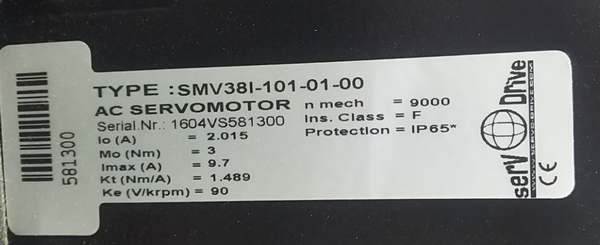 TYPE :SMV38I-101-01-00
AC SERVOMOTOR
Serial.Nr.: 1604VS581300
Io (A) = 2.015
Mo (Nm) = 3
Imax (A) = 9.7
Kt (Nm/A) = 1.489
Ke (V/krpm) = 90
n mech = 9000
Ins. Class = F
Protection = IP65*
581300
servo Drive
CE